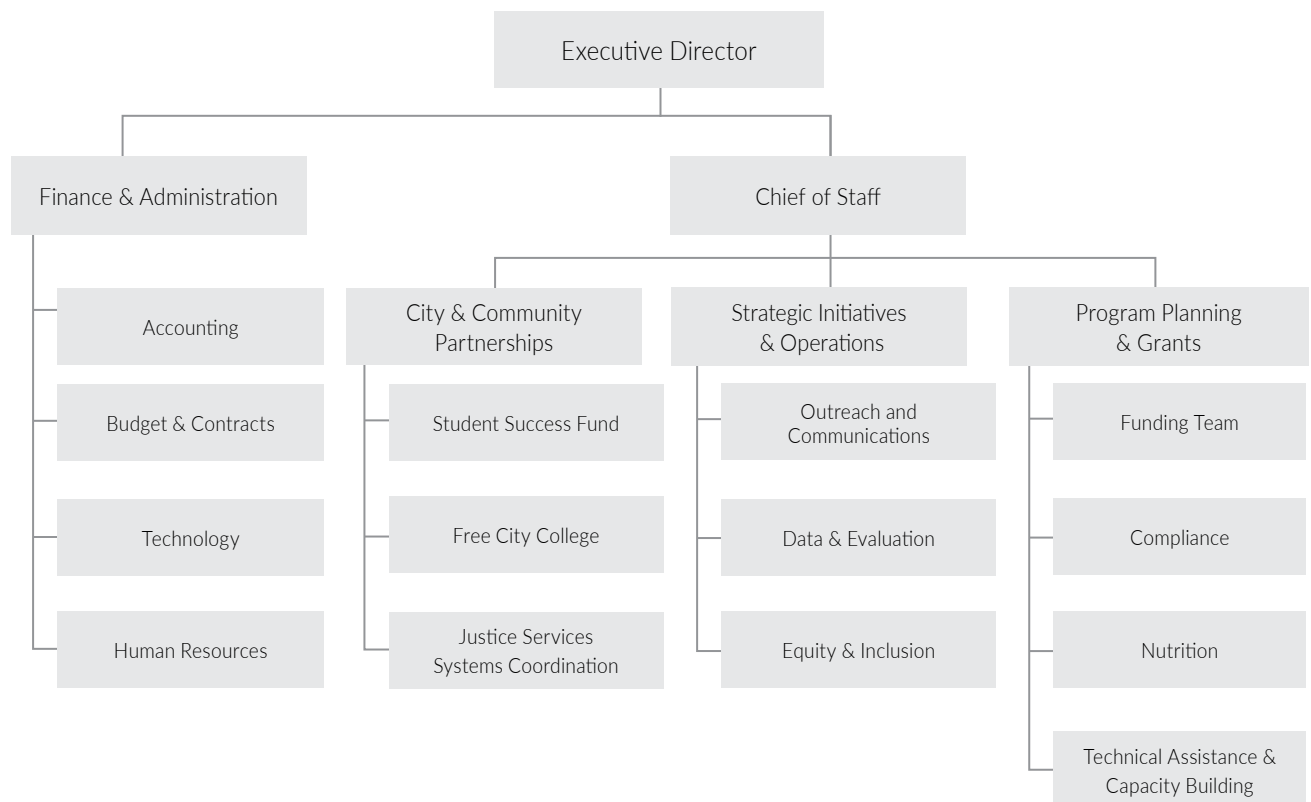 Executive Director
Finance & Administration
Chief of Staff
Accounting
Budget & Contracts
Technology
Human Resources
City & Community
Partnerships
Student Success Fund
Free City College
Justice Services
Systems Coordination
Strategic Initiatives
& Operations
Outreach and
Communications
Data & Evaluation
Equity & Inclusion
Program Planning
& Grants
Funding Team
Compliance
Nutrition
Technical Assistance &
Capacity Building